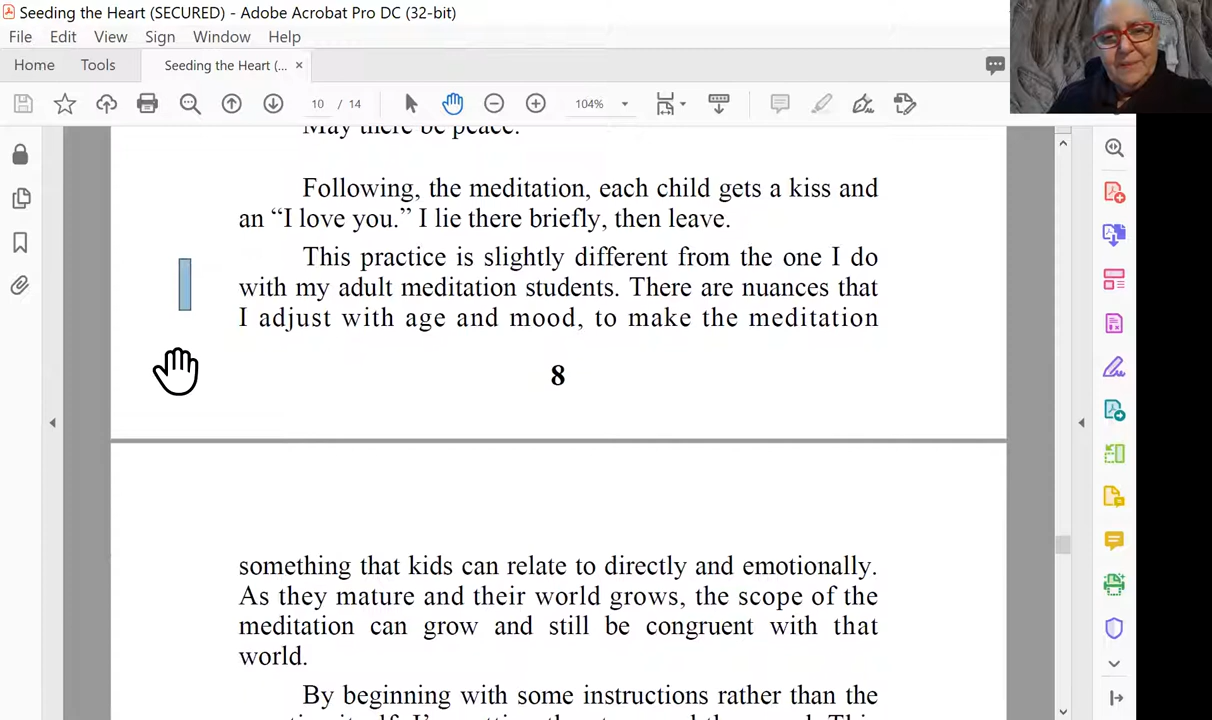 Seeding the Heart (SECURED) - Adobe Acrobat Pro DC (32-bit)
File Edit View Sign Window Help
Home Tools Seeding the Heart (... ×
10 / 14 104%
May there be peace.
Following, the meditation, each child gets a kiss and
an “I love you.” I lie there briefly, then leave.
This practice is slightly different from the one I do
with my adult meditation students. There are nuances that
I adjust with age and mood, to make the meditation
8
something that kids can relate to directly and emotionally.
As they mature and their world grows, the scope of the
meditation can grow and still be congruent with that
world.
By beginning with some instructions rather than the